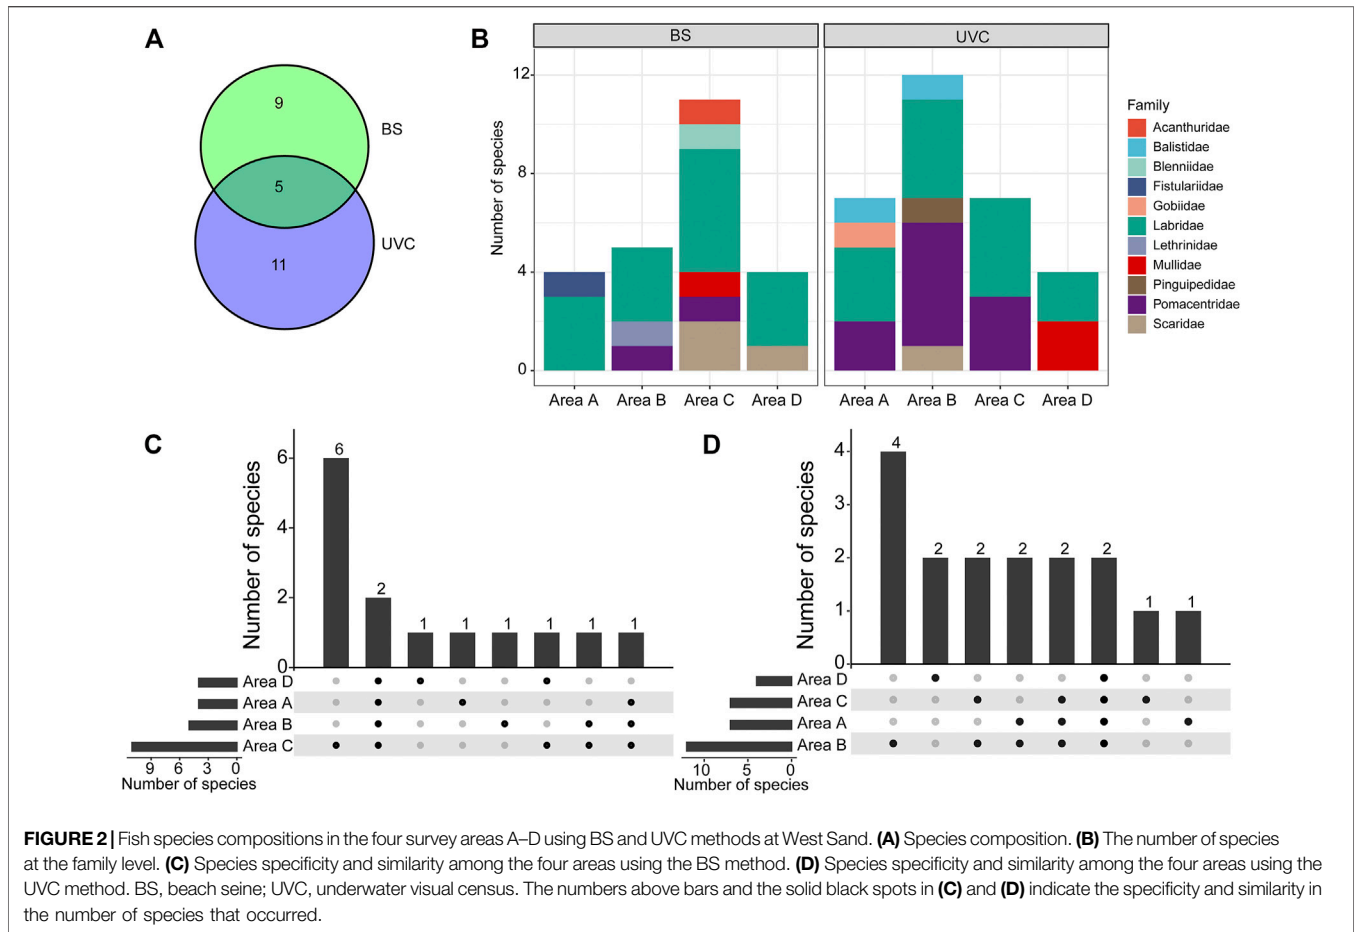 A
9
BS
5
UVC
11
B
BS
UVC
Number of species
12
8
4
0
Area A
Area B
Area C
Area D
Area A
Area B
Area C
Area D
Family
Acanthuridae
Balistidae
Blenniidae
Fistulariidae
Gobiidae
Labridae
Lethrinidae
Mullidae
Pinguipedidae
Pomacentridae
Scaridae
C
Number of species
6
4
2
0
6
2
1
1
1
1
1
1
Area D
Area A
Area B
Area C
9
6
3
0
Number of species
D
Number of species
4
3
2
1
0
4
2
2
2
2
2
1
1
Area D
Area C
Area A
Area B
10
5
0
Number of species
FIGURE 2 | Fish species compositions in the four survey areas A–D using BS and UVC methods at West Sand. (A) Species composition. (B) The number of species
at the family level. (C) Species specificity and similarity among the four areas using the BS method. (D) Species specificity and similarity among the four areas using the
UVC method. BS, beach seine; UVC, underwater visual census. The numbers above bars and the solid black spots in (C) and (D) indicate the specificity and similarity in
the number of species that occurred.